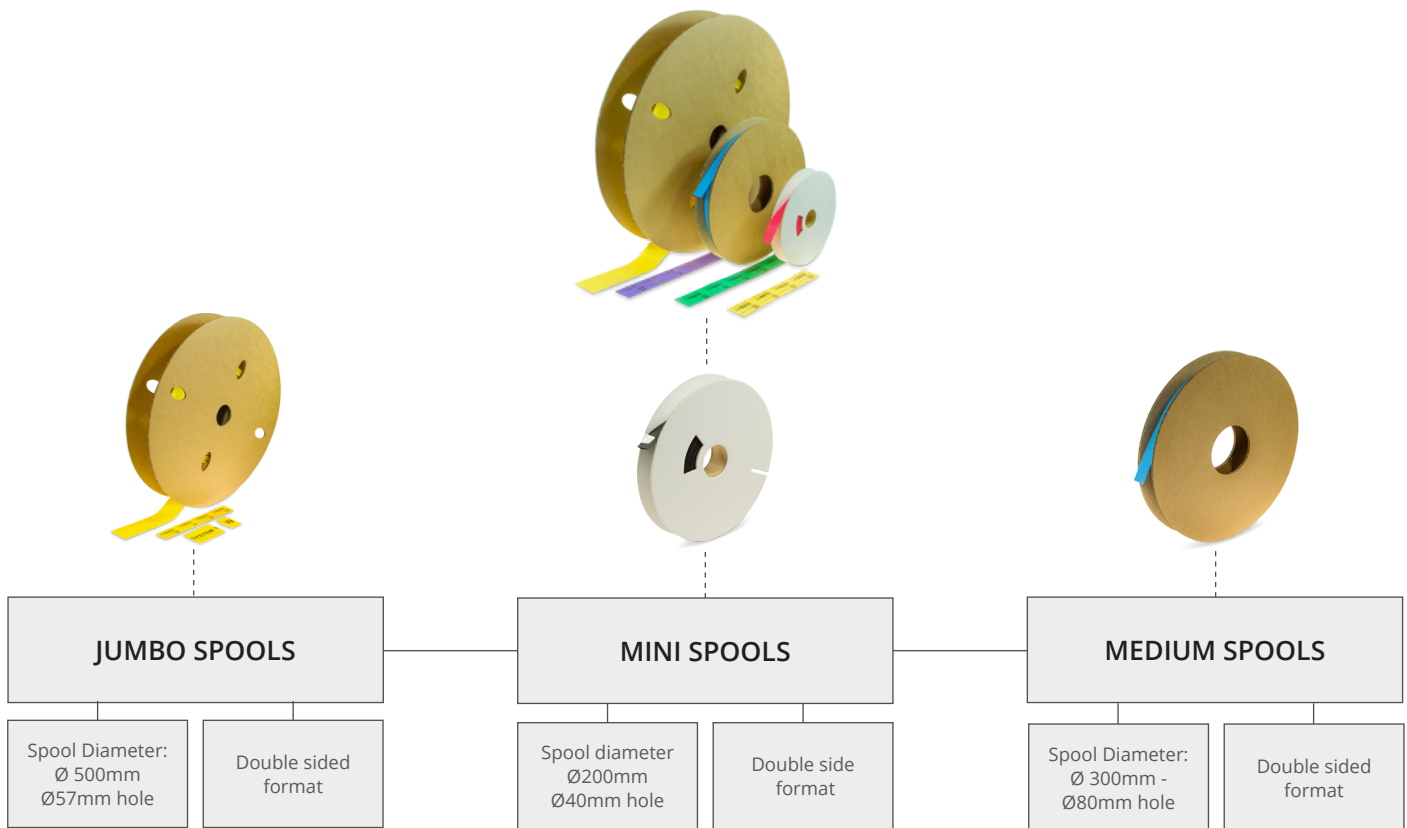 JUMBO SPOOLS
Spool Diameter:
Ø 500mm
Ø57mm hole
Double sided
format
MINI SPOOLS
Spool diameter
Ø200mm
Ø40mm hole
Double side
format
MEDIUM SPOOLS
Spool Diameter:
Ø 300mm -
Ø80mm hole
Double sided
format